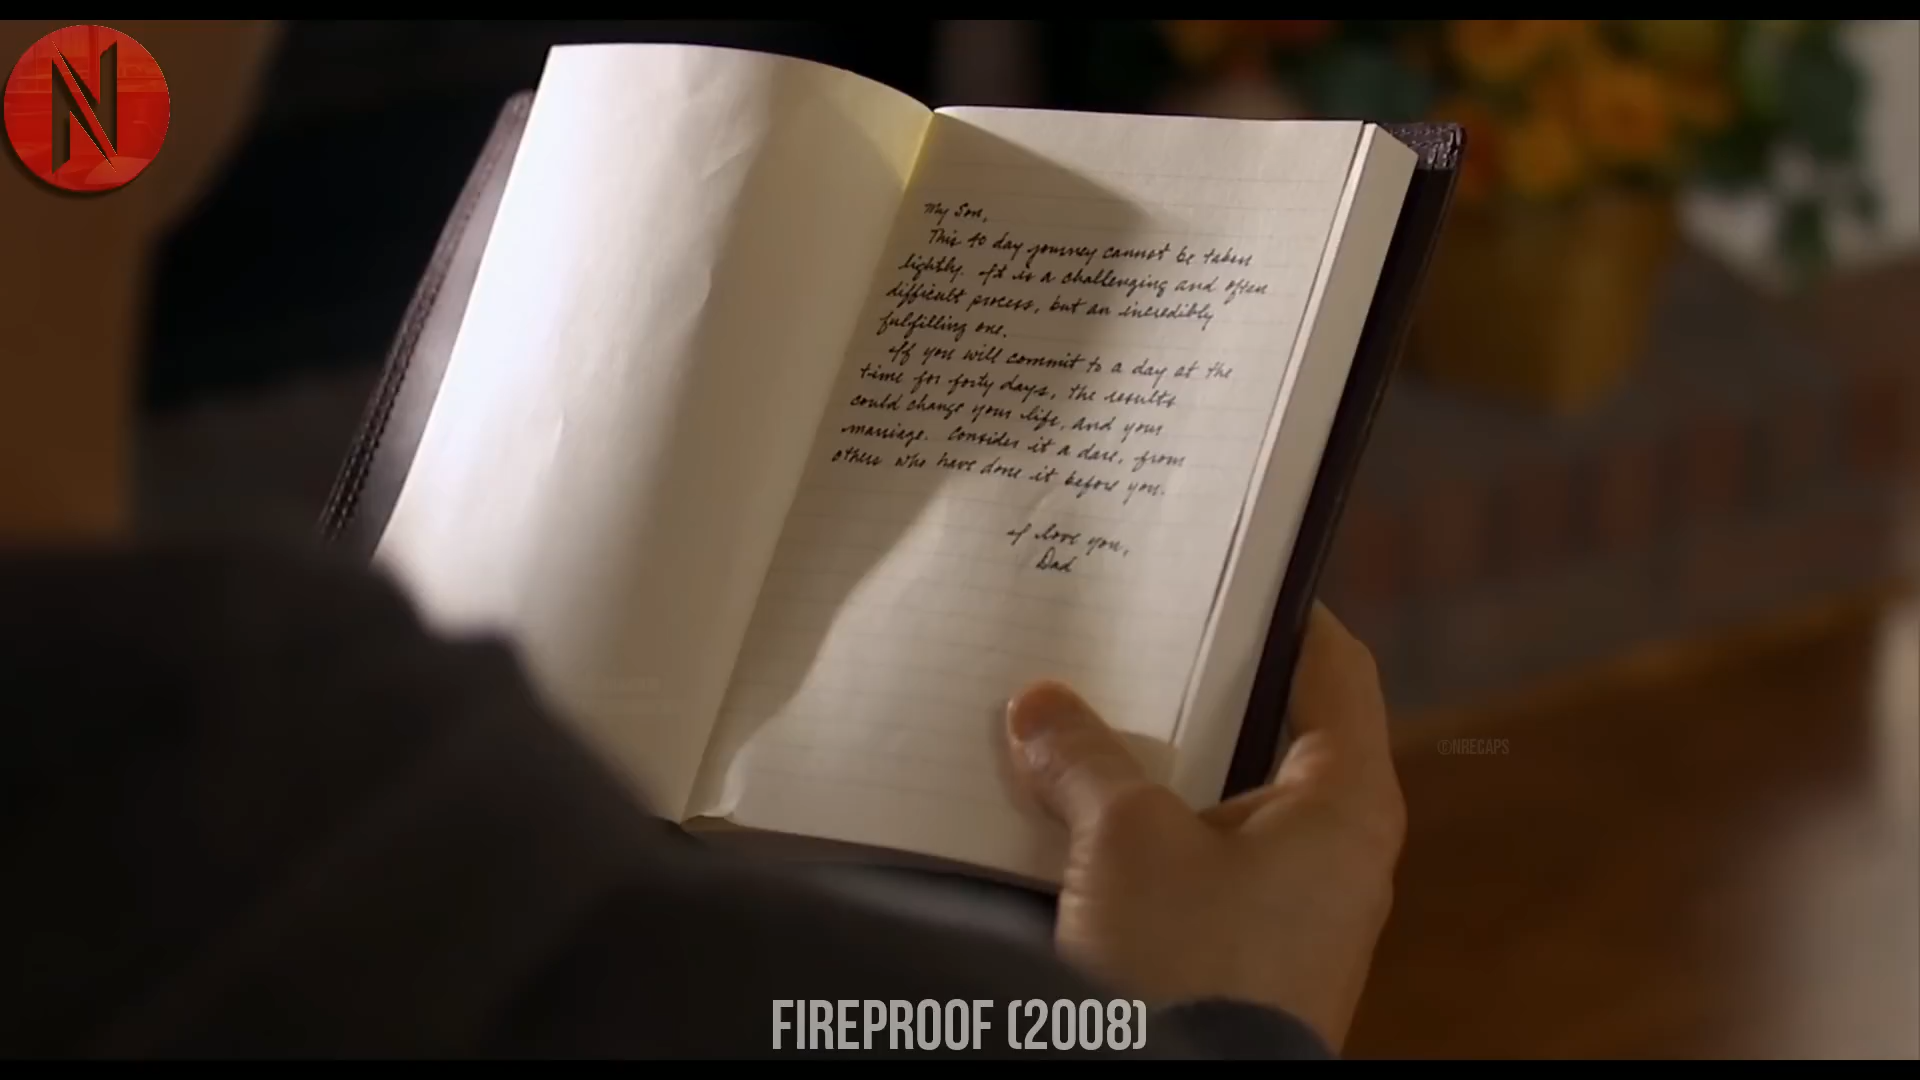 N
My Son,
This 40 day journey cannot be taken
lightly. It is a challenging and often
difficult process, but an incredibly
fulfilling one.
If you will commit to a day at the
time for forty days, the results
could change your life, and your
marriage. Consider it a dare, from
others who have done it before you.
I love you,
Dad
©NRECAPS
FIREPROOF (2008)